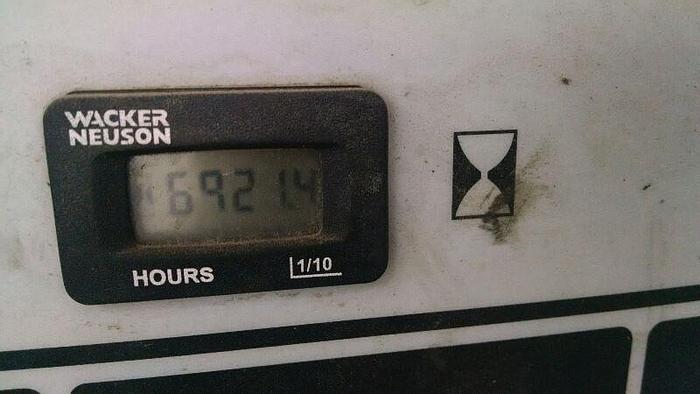 WACKER
NEUSON
6921.4
HOURS
1/10